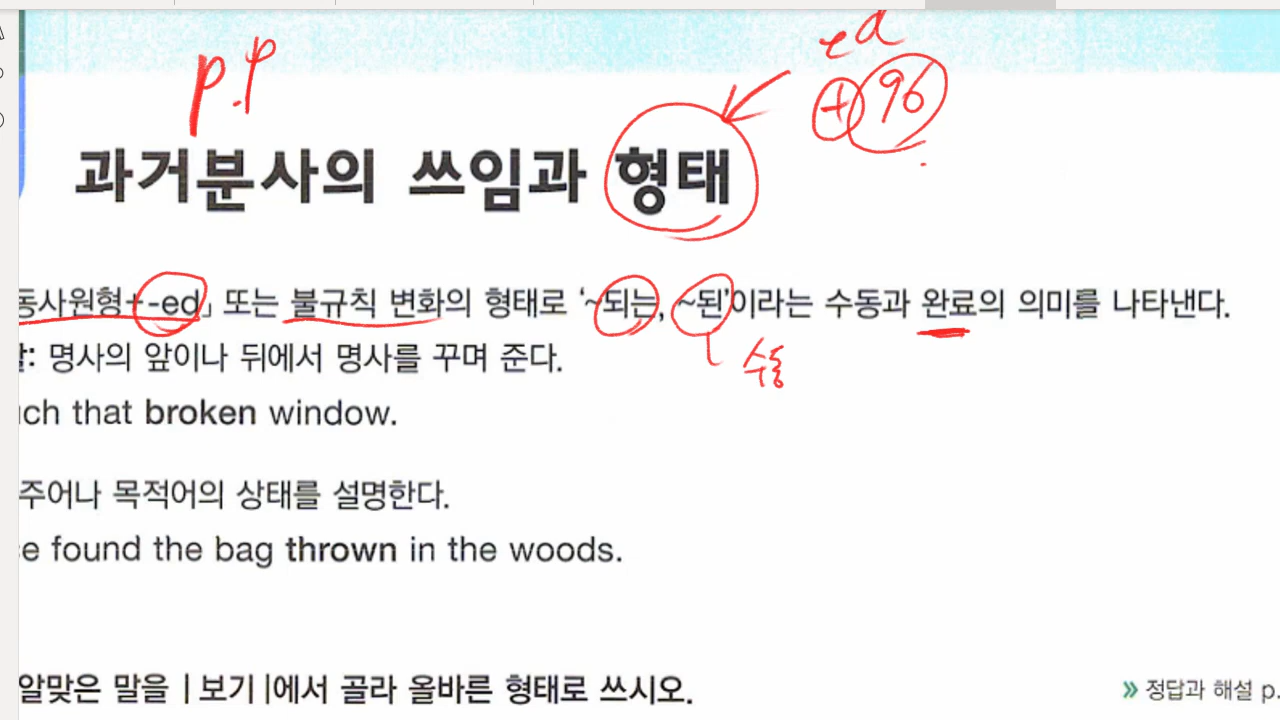 p.p
ed
+ 96
과거분사의 쓰임과 형태
동사원형+-ed」 또는 불규칙 변화의 형태로 '~되는, ~된'이라는 수동과 완료의 의미를 나타낸다.
수동
: 명사의 앞이나 뒤에서 명사를 꾸며 준다.
uch that broken window.
주어나 목적어의 상태를 설명한다.
e found the bag thrown in the woods.
알맞은 말을 |보기|에서 골라 올바른 형태로 쓰시오.
» 정답과 해설 p.